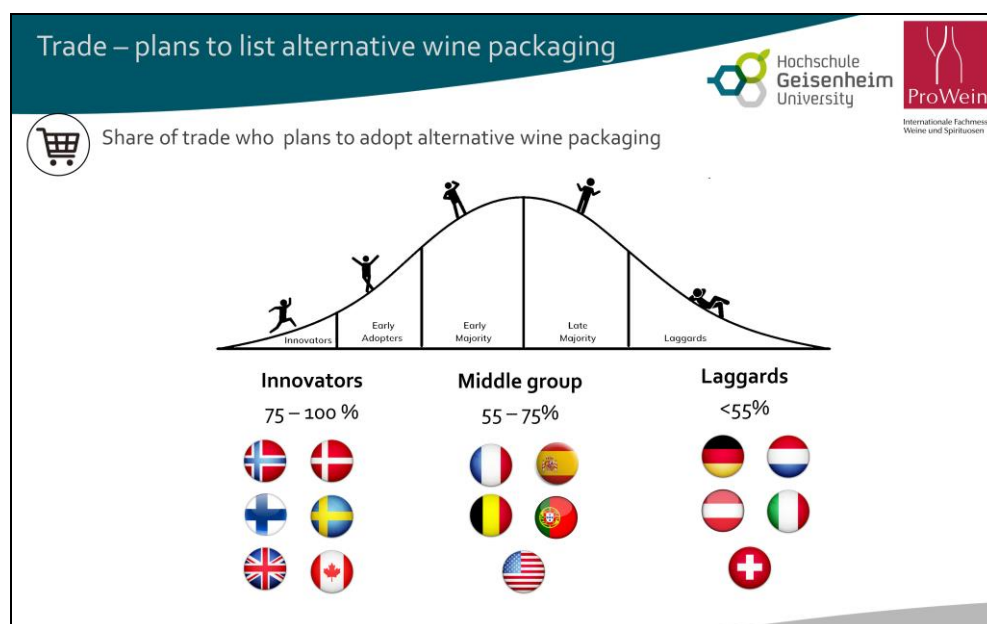 Trade – plans to list alternative wine packaging
Hochschule
Geisenheim
University
ProWein
Internationale Fachmesse
Weine und Spirituosen
Share of trade who plans to adopt alternative wine packaging
Innovators
Early
Adopters
Early
Majority
Late
Majority
Laggards
Innovators
75 – 100 %
Middle group
55 – 75%
Laggards
<55%